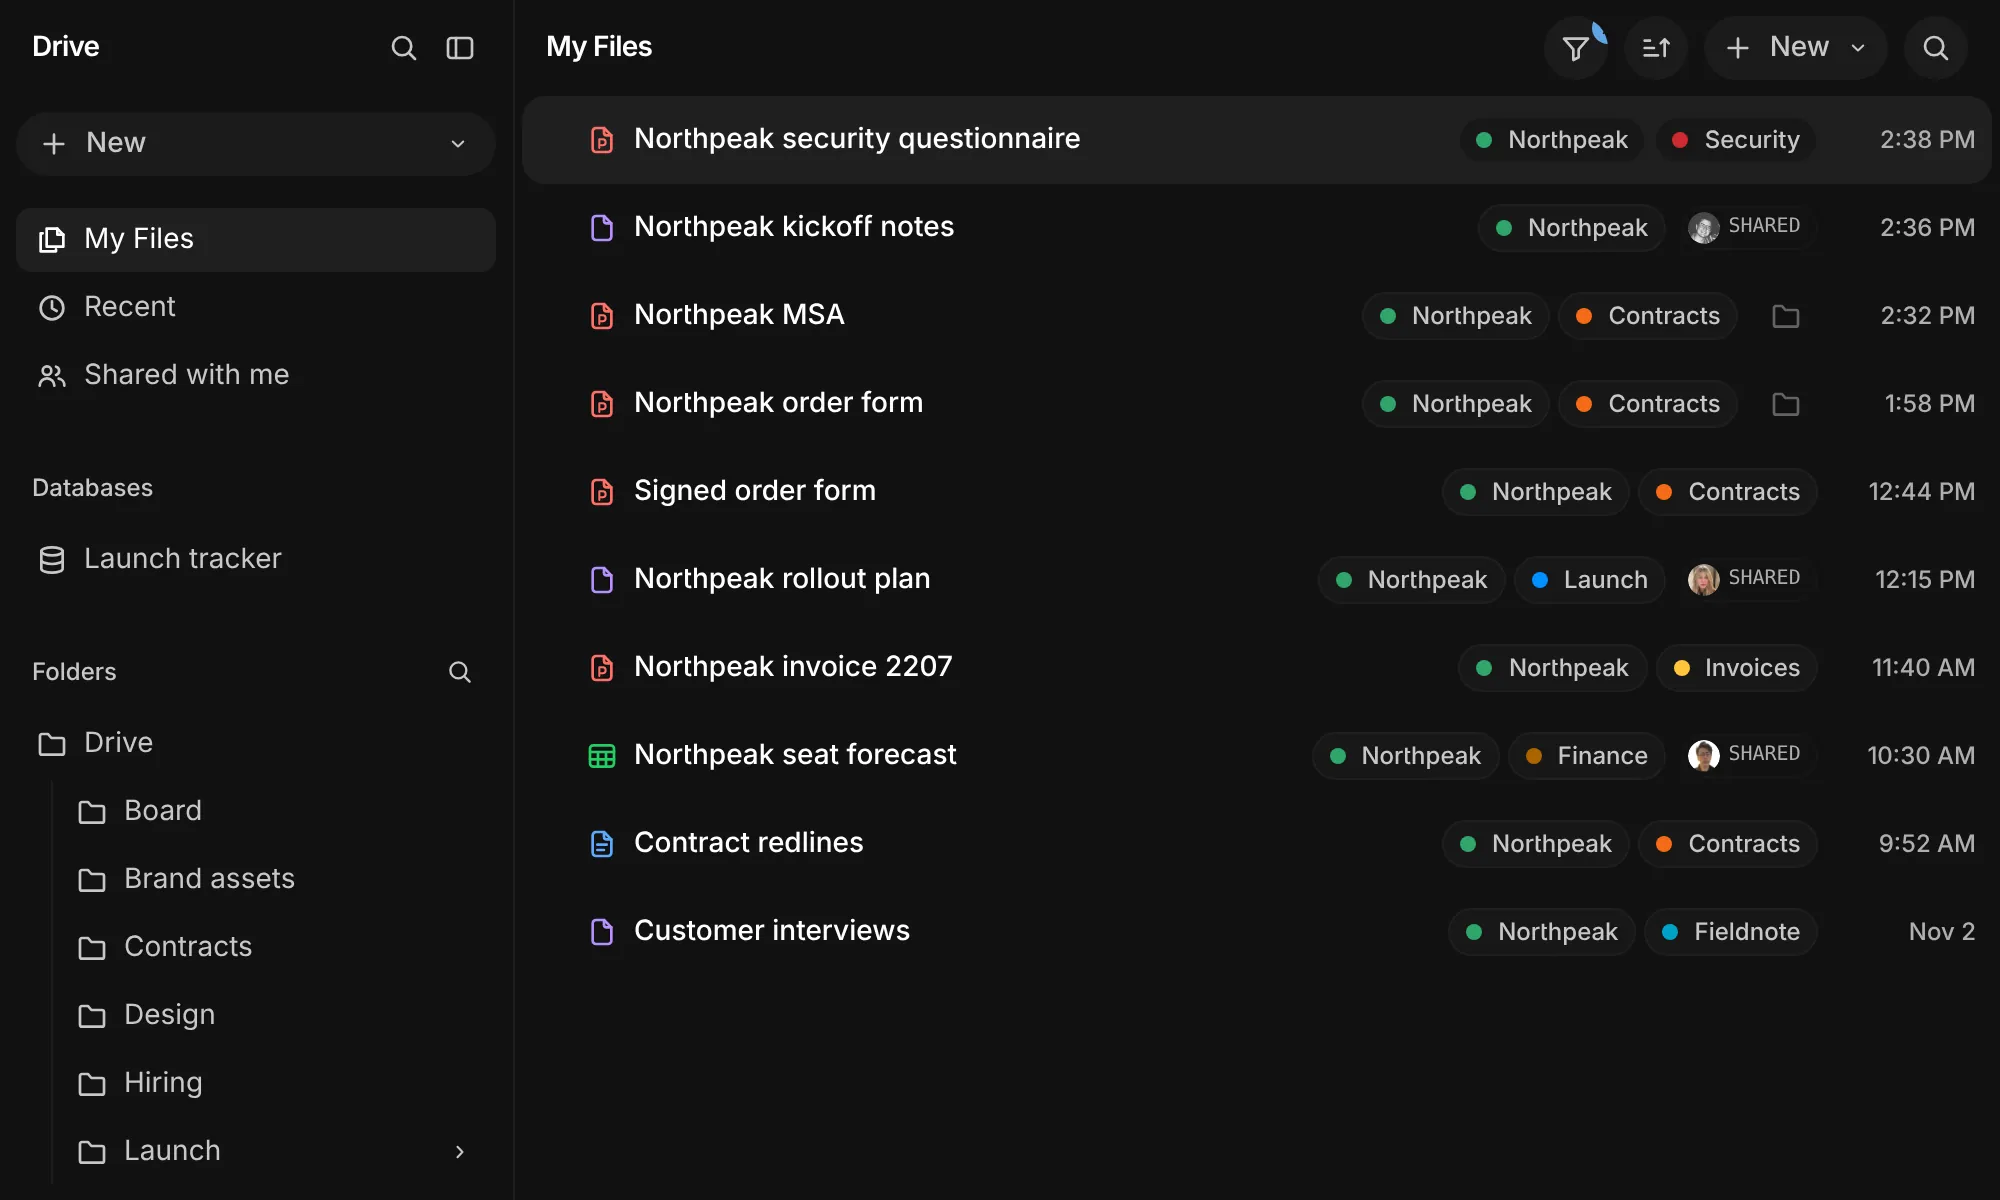 Drive
New
My Files
Recent
Shared with me
Databases
Launch tracker
Folders
Drive
Board
Brand assets
Contracts
Design
Hiring
Launch
My Files
New
Northpeak security questionnaire Northpeak Security 2:38 PM
Northpeak kickoff notes Northpeak SHARED 2:36 PM
Northpeak MSA Northpeak Contracts 2:32 PM
Northpeak order form Northpeak Contracts 1:58 PM
Signed order form Northpeak Contracts 12:44 PM
Northpeak rollout plan Northpeak Launch SHARED 12:15 PM
Northpeak invoice 2207 Northpeak Invoices 11:40 AM
Northpeak seat forecast Northpeak Finance SHARED 10:30 AM
Contract redlines Northpeak Contracts 9:52 AM
Customer interviews Northpeak Fieldnote Nov 2